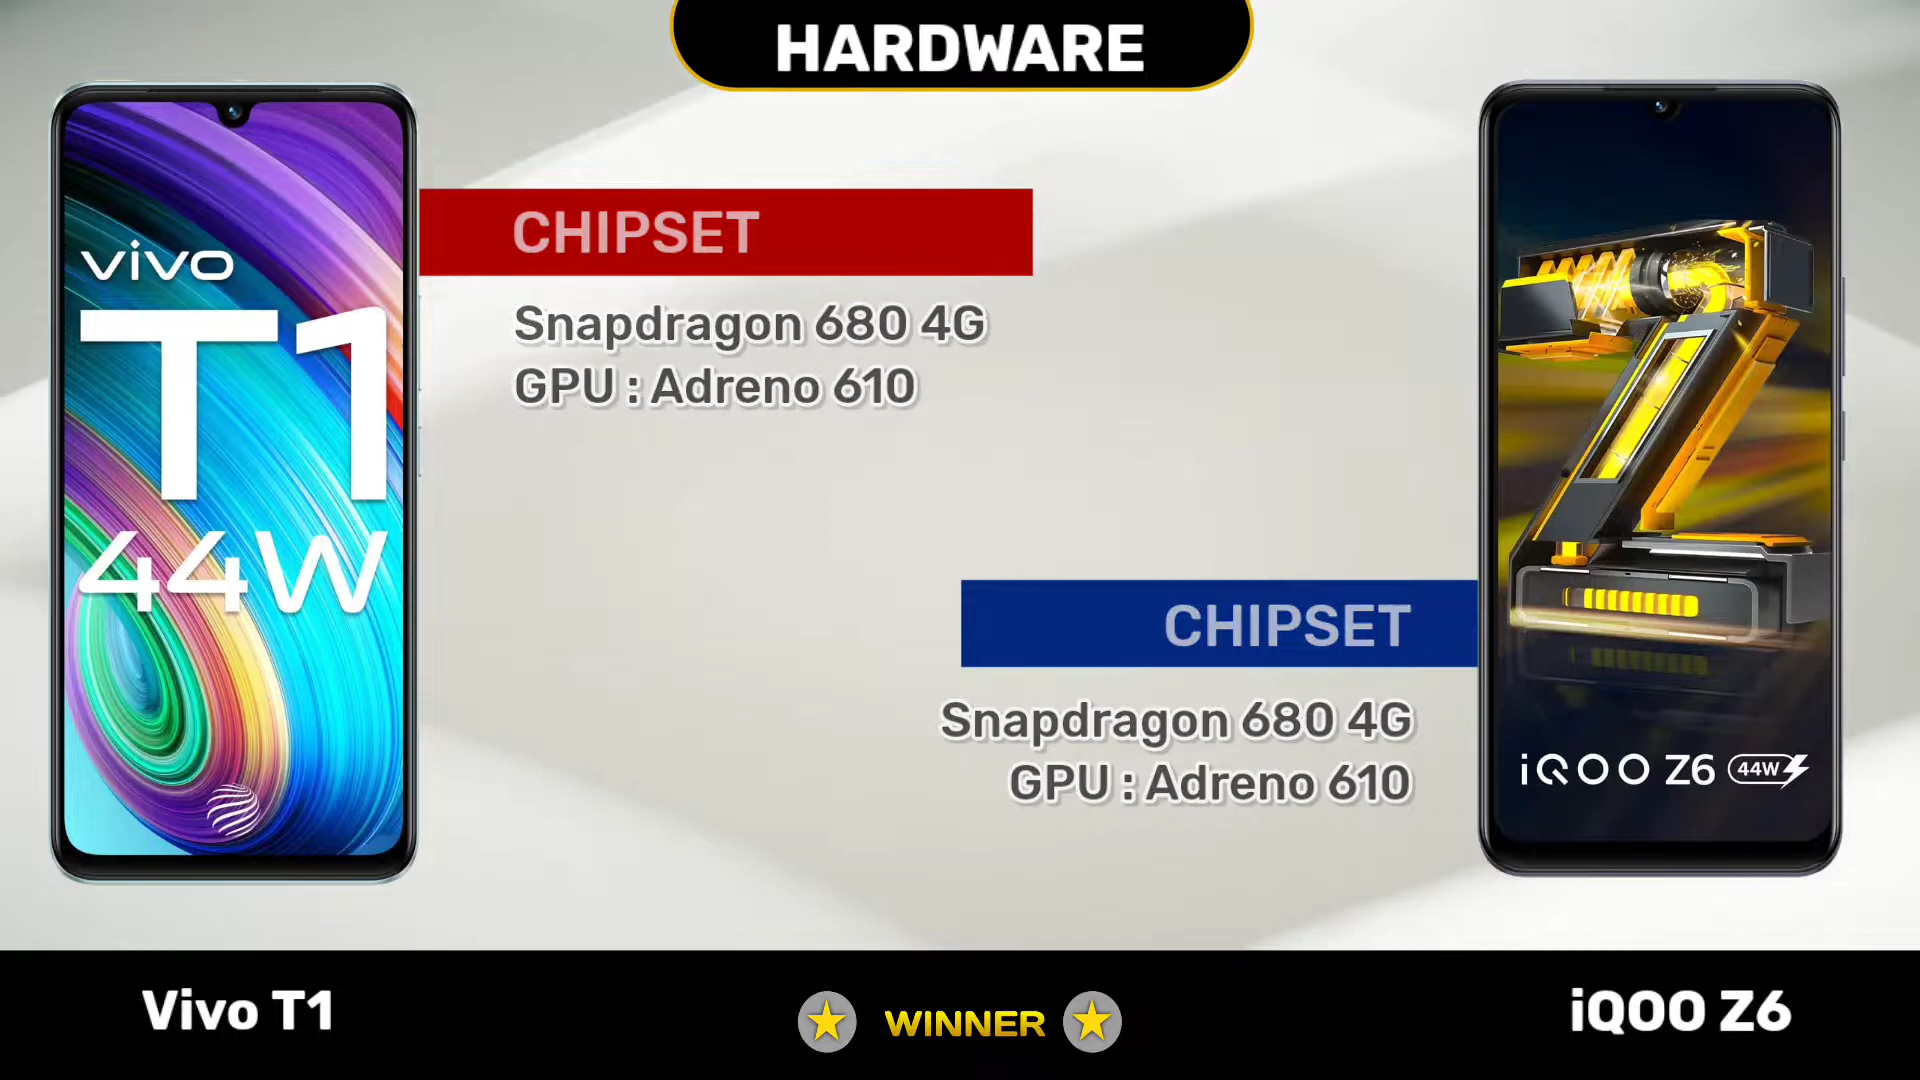 HARDWARE
vivo
T1
44W
CHIPSET
Snapdragon 680 4G
GPU : Adreno 610
CHIPSET
Snapdragon 680 4G
GPU : Adreno 610
iQOO Z6 44W
Vivo T1
WINNER
iQOO Z6